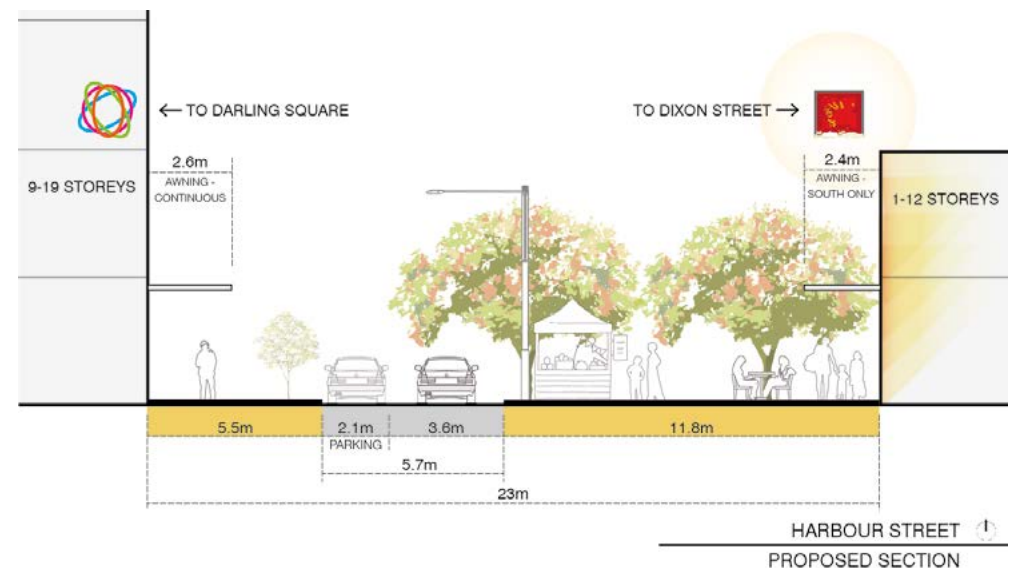 ← TO DARLING SQUARE
TO DIXON STREET →
2.6m
AWNING -
CONTINUOUS
2.4m
AWNING -
SOUTH ONLY
9-19 STOREYS
1-12 STOREYS
5.5m
2.1m
3.6m
11.8m
PARKING
5.7m
23m
HARBOUR STREET
PROPOSED SECTION